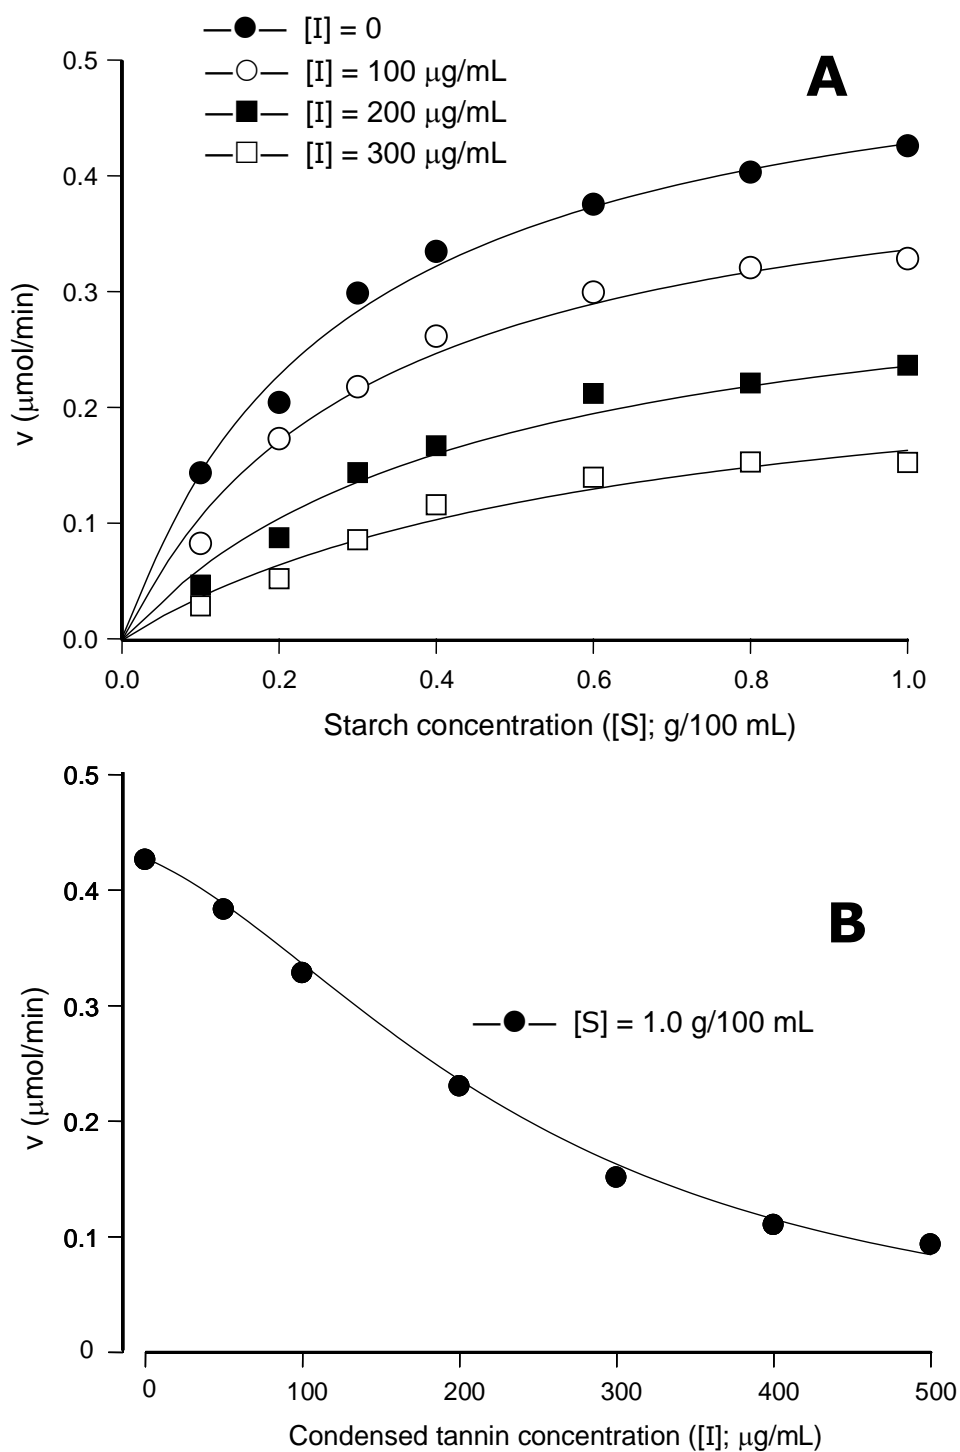 [I] = 0
[I] = 100 μg/mL
[I] = 200 μg/mL
[I] = 300 μg/mL
A
0.5
0.4
0.3
0.2
0.1
0.0
v (μmol/min)
0.0 0.2 0.4 0.6 0.8 1.0
Starch concentration ([S]; g/100 mL)
B
[S] = 1.0 g/100 mL
0.5
0.4
0.3
0.2
0.1
0
v (μmol/min)
0 100 200 300 400 500
Condensed tannin concentration ([I]; μg/mL)